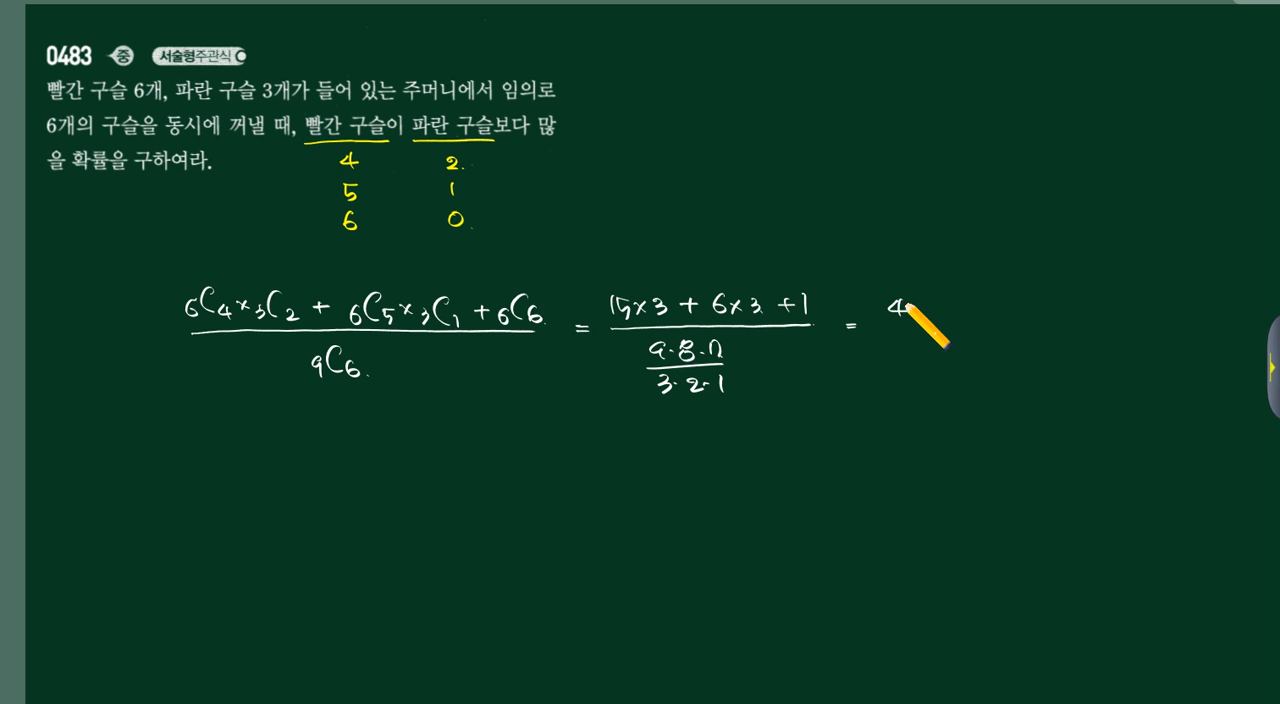 0483 중 서술형주관식
빨간 구슬 6개, 파란 구슬 3개가 들어 있는 주머니에서 임의로
6개의 구슬을 동시에 꺼낼 때, 빨간 구슬이 파란 구슬보다 많
을 확률을 구하여라.
4 2
5 1
6 0
6C4×3C2 + 6C5×3C1 + 6C6 = 15×3 + 6×3 + 1 = 4
9C6
9·8·7
3·2·1